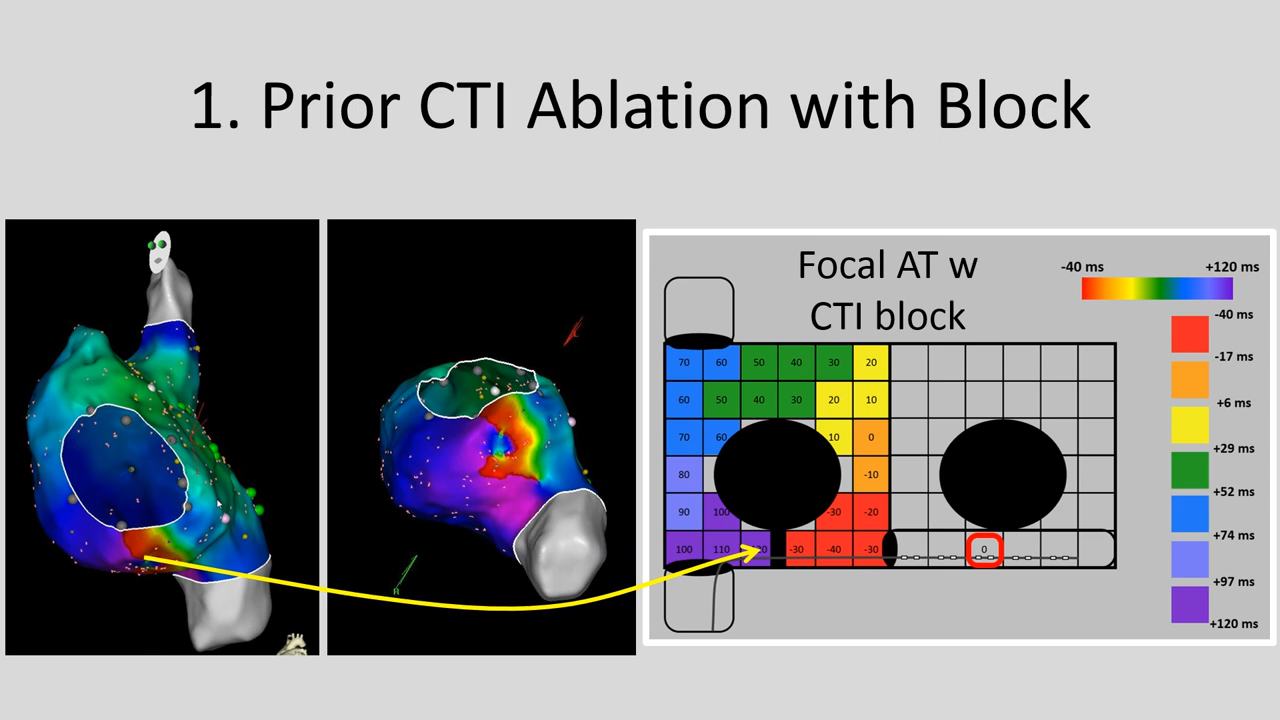 1. Prior CTI Ablation with Block
Focal AT w
CTI block
-40 ms +120 ms
70 60 50 40 30 20
60 50 40 30 20 10
70 60 10 0
80 -10
90 100 -30 -20
100 110 -30 -40 -30 0
-40 ms
-17 ms
+6 ms
+29 ms
+52 ms
+74 ms
+97 ms
+120 ms